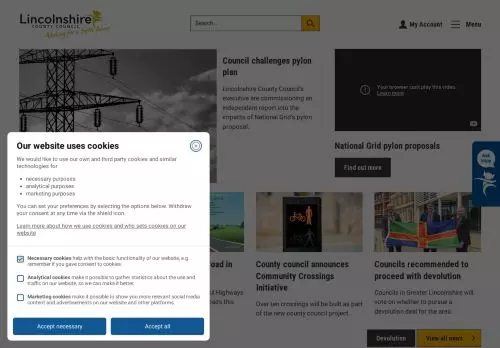 Lincolnshire
COUNTY COUNCIL
Working for a better future
Search...
My Account
Menu
Council challenges pylon
plan
Lincolnshire County Council's
executive are commissioning an
independent report into the
impacts of National Grid's pylon
proposal.
Your browser can't play this video.
Learn more
National Grid pylon proposals
Find out more
Ask
Our website uses cookies
We would like to use our own and third party cookies and similar
technologies for:
necessary purposes
analytical purposes
marketing purposes
You can set your preferences by selecting the options below. Withdraw
your consent at any time via the shield icon.
Learn more about how we use cookies and who sets cookies on our
website
Necessary cookies help with the basic functionality of our website, e.g.
remember if you gave consent to cookies.
Analytical cookies make it possible to gather statistics about the use and
traffic on our website, so we can make it better.
Marketing cookies make it possible to show you more relevant social media
content and advertisements on our website and other platforms.
Accept necessary
Accept all
Road in
Highways
ads this
County council announces
Community Crossings
Initiative
Over ten crossings will be built as part
of the new county council project.
Councils recommended
to proceed with devolution
Councils in Greater Lincolnshire will
vote on whether to pursue a
devolution deal for the area.
Devolution
View all news